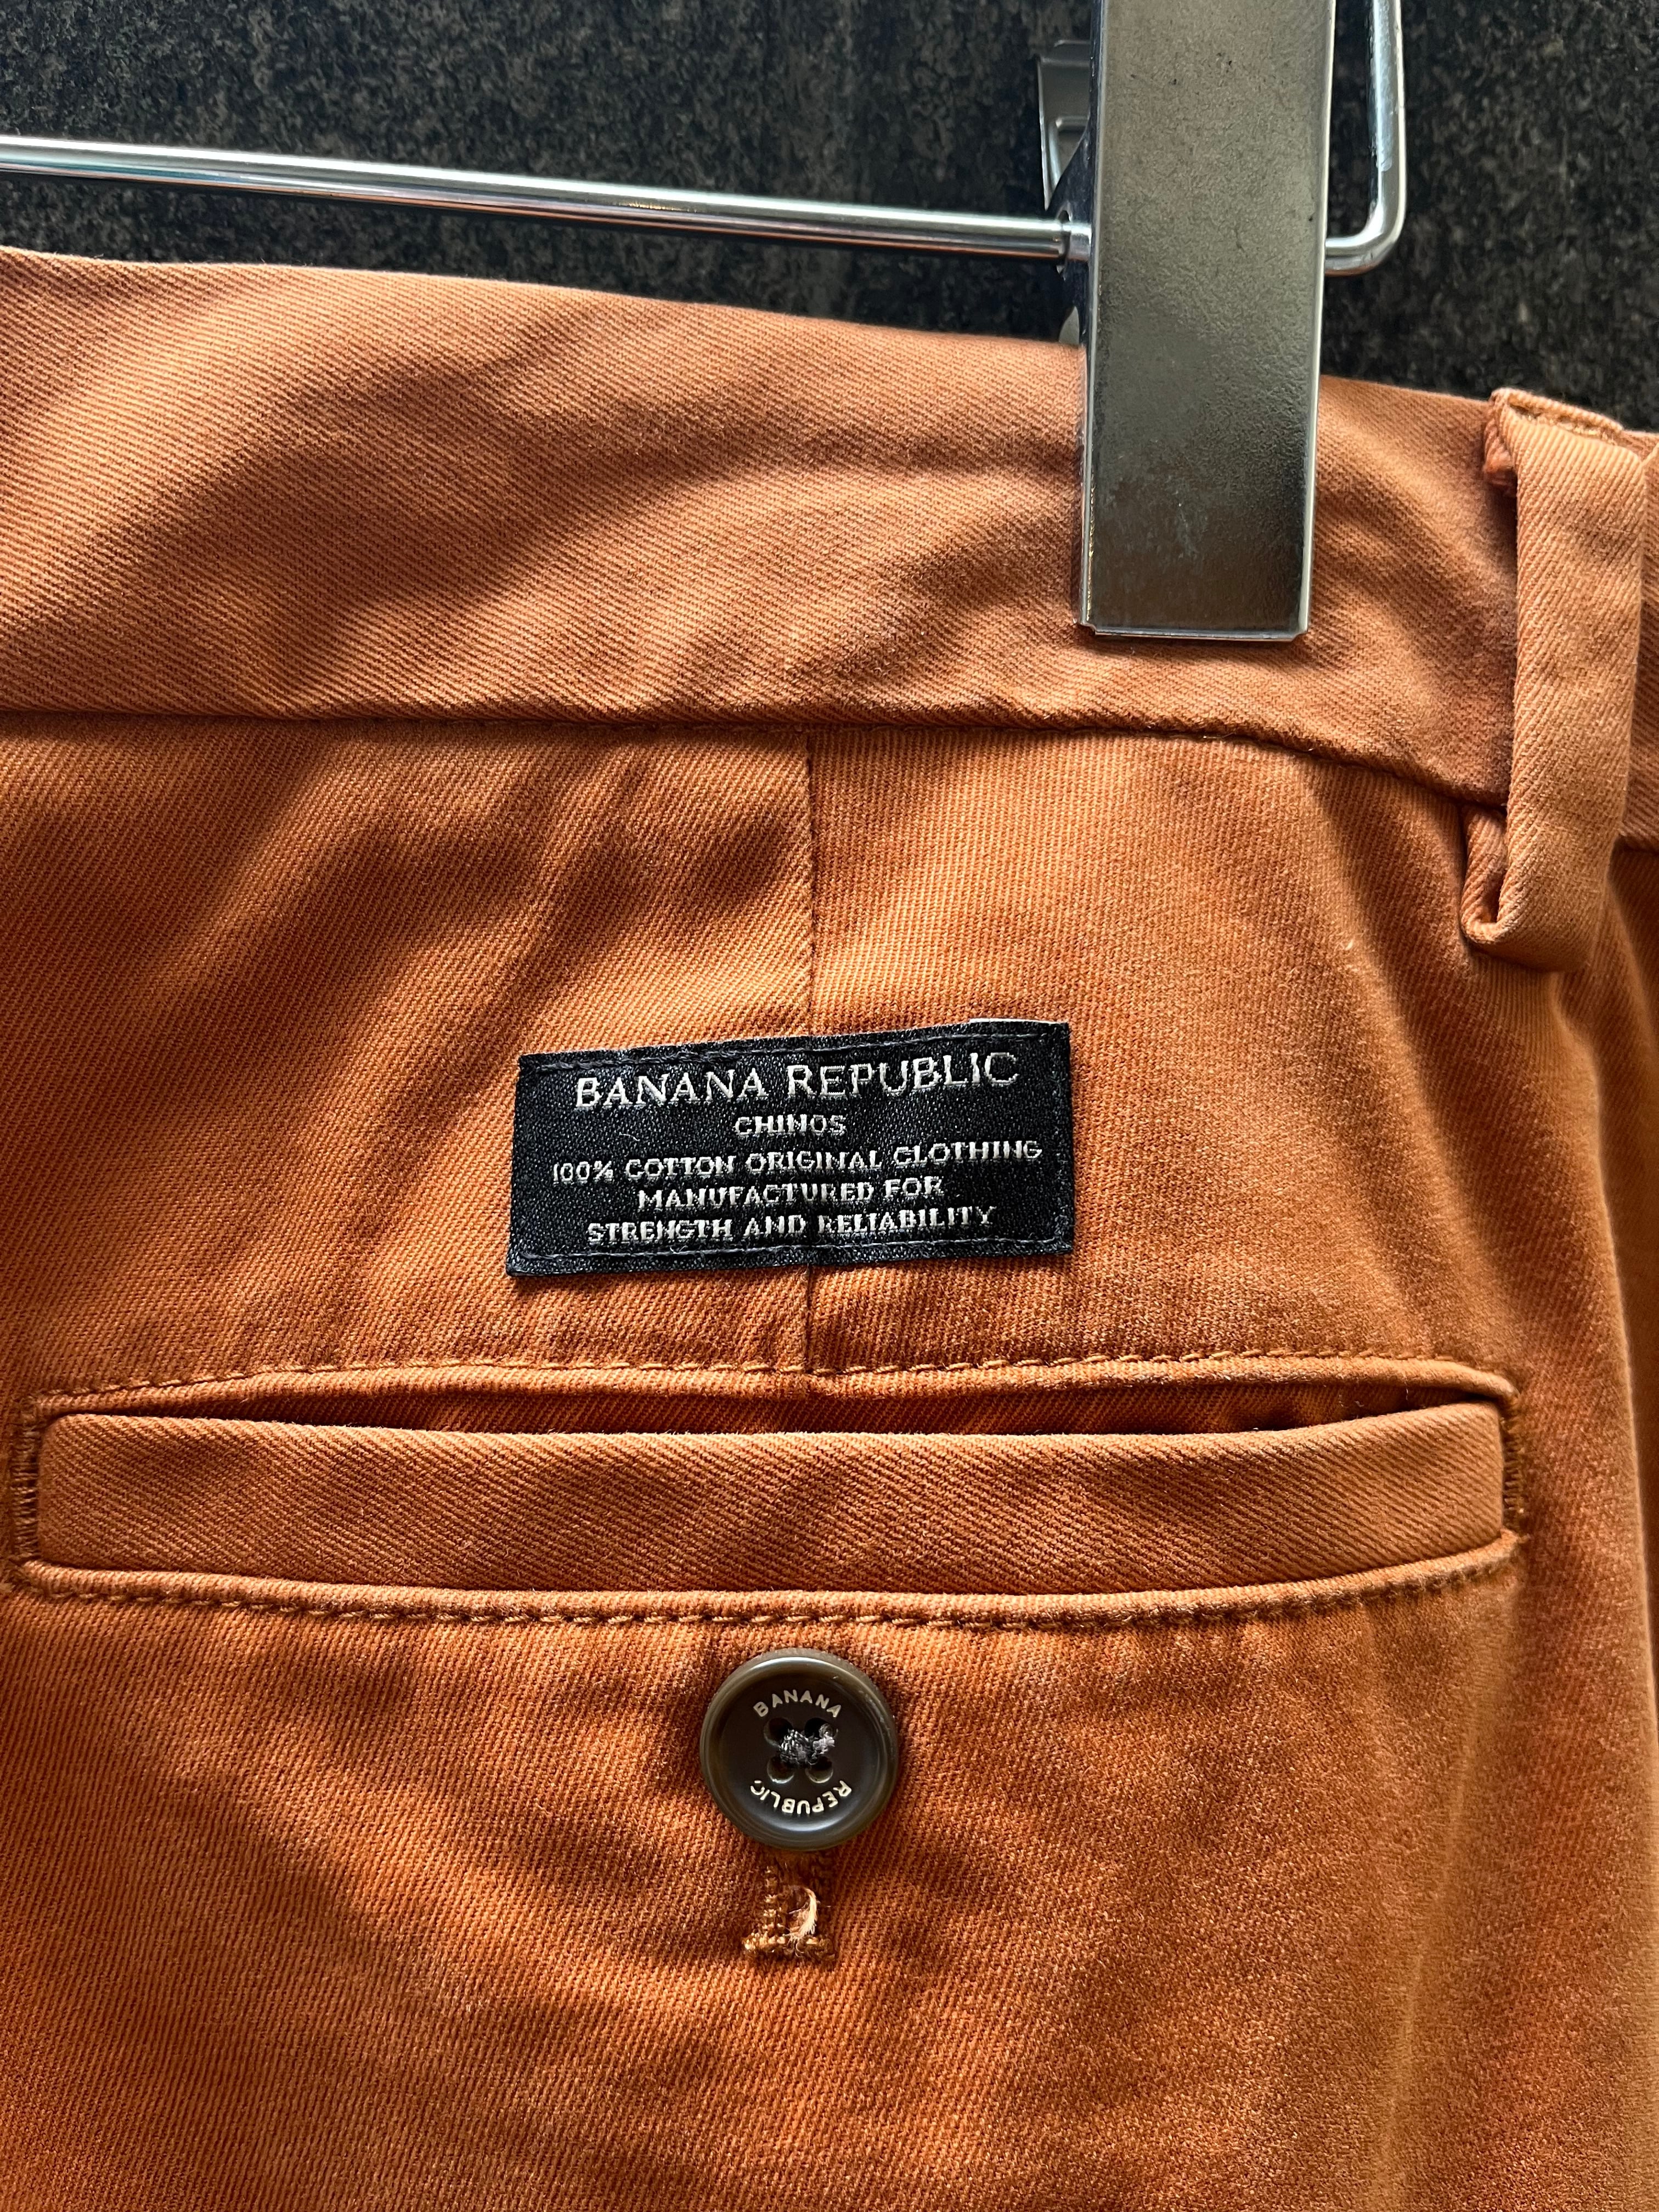 BANANA REPUBLIC
CHINOS
100% COTTON ORIGINAL CLOTHING
MANUFACTURED FOR
STRENGTH AND RELIABILITY
BANANA
REPUBLIC